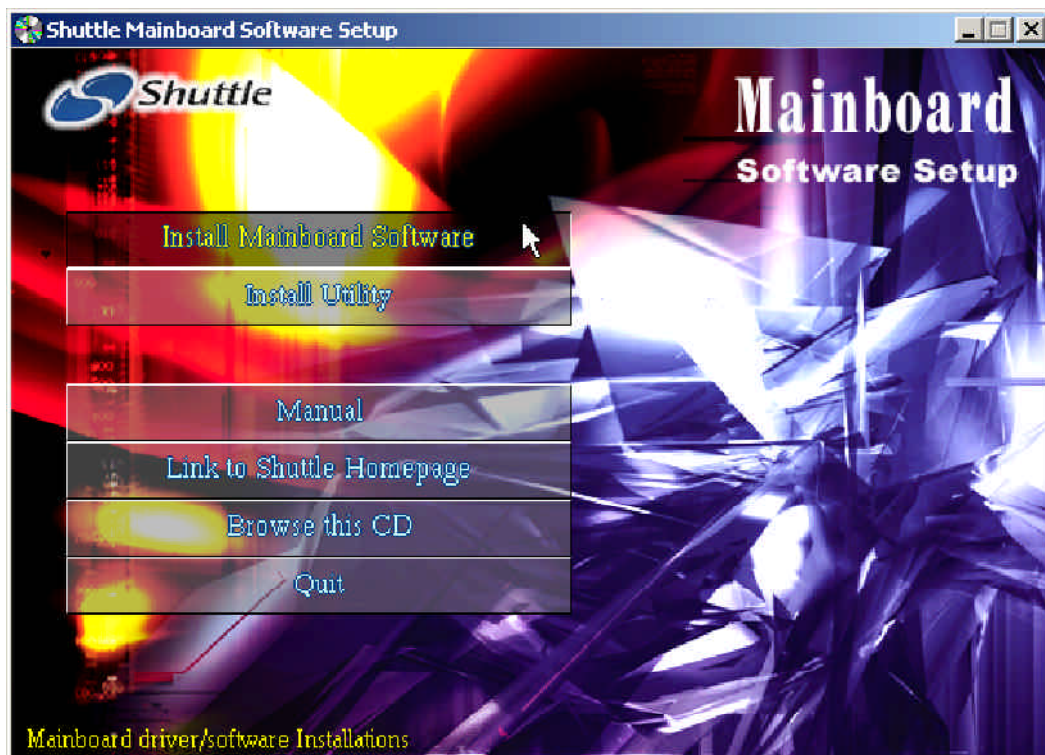 Shuttle Mainboard Software Setup
Shuttle
Mainboard
Software Setup
Install Mainboard Software
Install Utility
Manual
Link to Shuttle Homepage
Browse this CD
Quit
Mainboard driver/software Installations